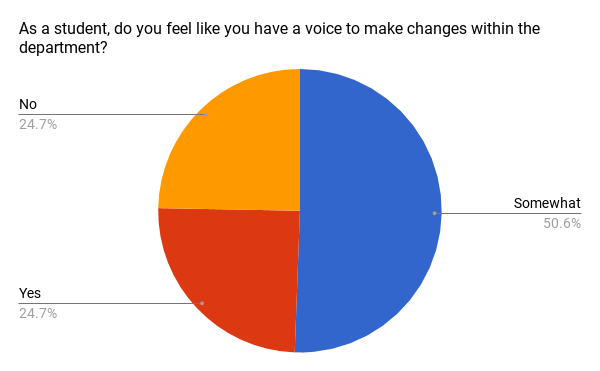 As a student, do you feel like you have a voice to make changes within the
department?
No
24.7%
Somewhat
50.6%
Yes
24.7%